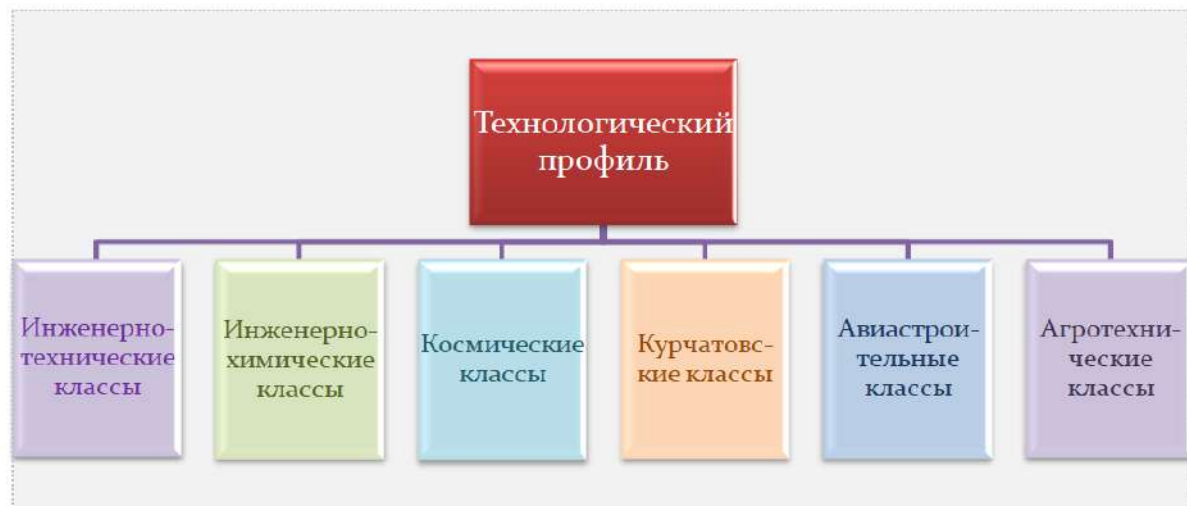 Технологический
профиль
Инженерно-
технические
классы
Инженерно-
химические
классы
Космические
классы
Курчатовс-
кие классы
Авиастрои-
тельные
классы
Агротехни-
ческие
классы